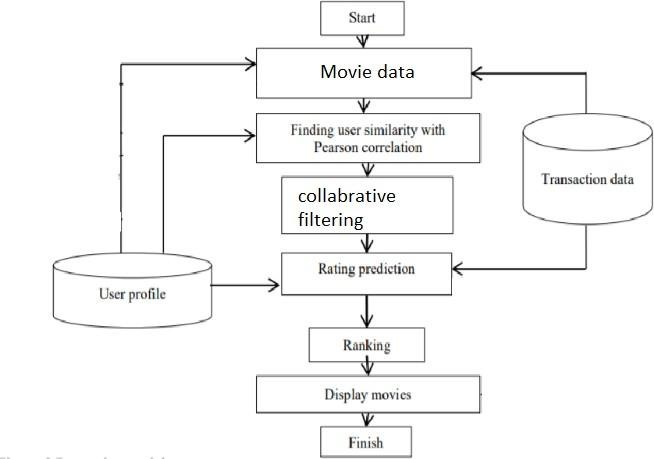 Start
Movie data
Finding user similarity with
Pearson correlation
Transaction data
collabrative
filtering
Rating prediction
User profile
Ranking
Display movies
Finish